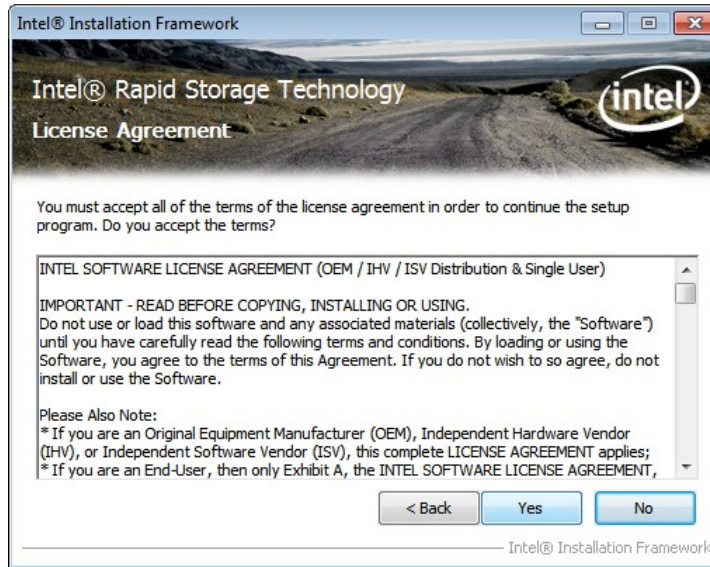 Intel® Installation Framework
Intel® Rapid Storage Technology
intel
License Agreement
You must accept all of the terms of the license agreement in order to continue the setup
program. Do you accept the terms?
INTEL SOFTWARE LICENSE AGREEMENT (OEM / IHV / ISV Distribution & Single User)
IMPORTANT - READ BEFORE COPYING, INSTALLING OR USING.
Do not use or load this software and any associated materials (collectively, the "Software")
until you have carefully read the following terms and conditions. By loading or using the
Software, you agree to the terms of this Agreement. If you do not wish to so agree, do not
install or use the Software.
Please Also Note:
* If you are an Original Equipment Manufacturer (OEM), Independent Hardware Vendor
(IHV), or Independent Software Vendor (ISV), this complete LICENSE AGREEMENT applies;
* If you are an End-User, then only Exhibit A, the INTEL SOFTWARE LICENSE AGREEMENT,
< Back Yes No
Intel® Installation Framework